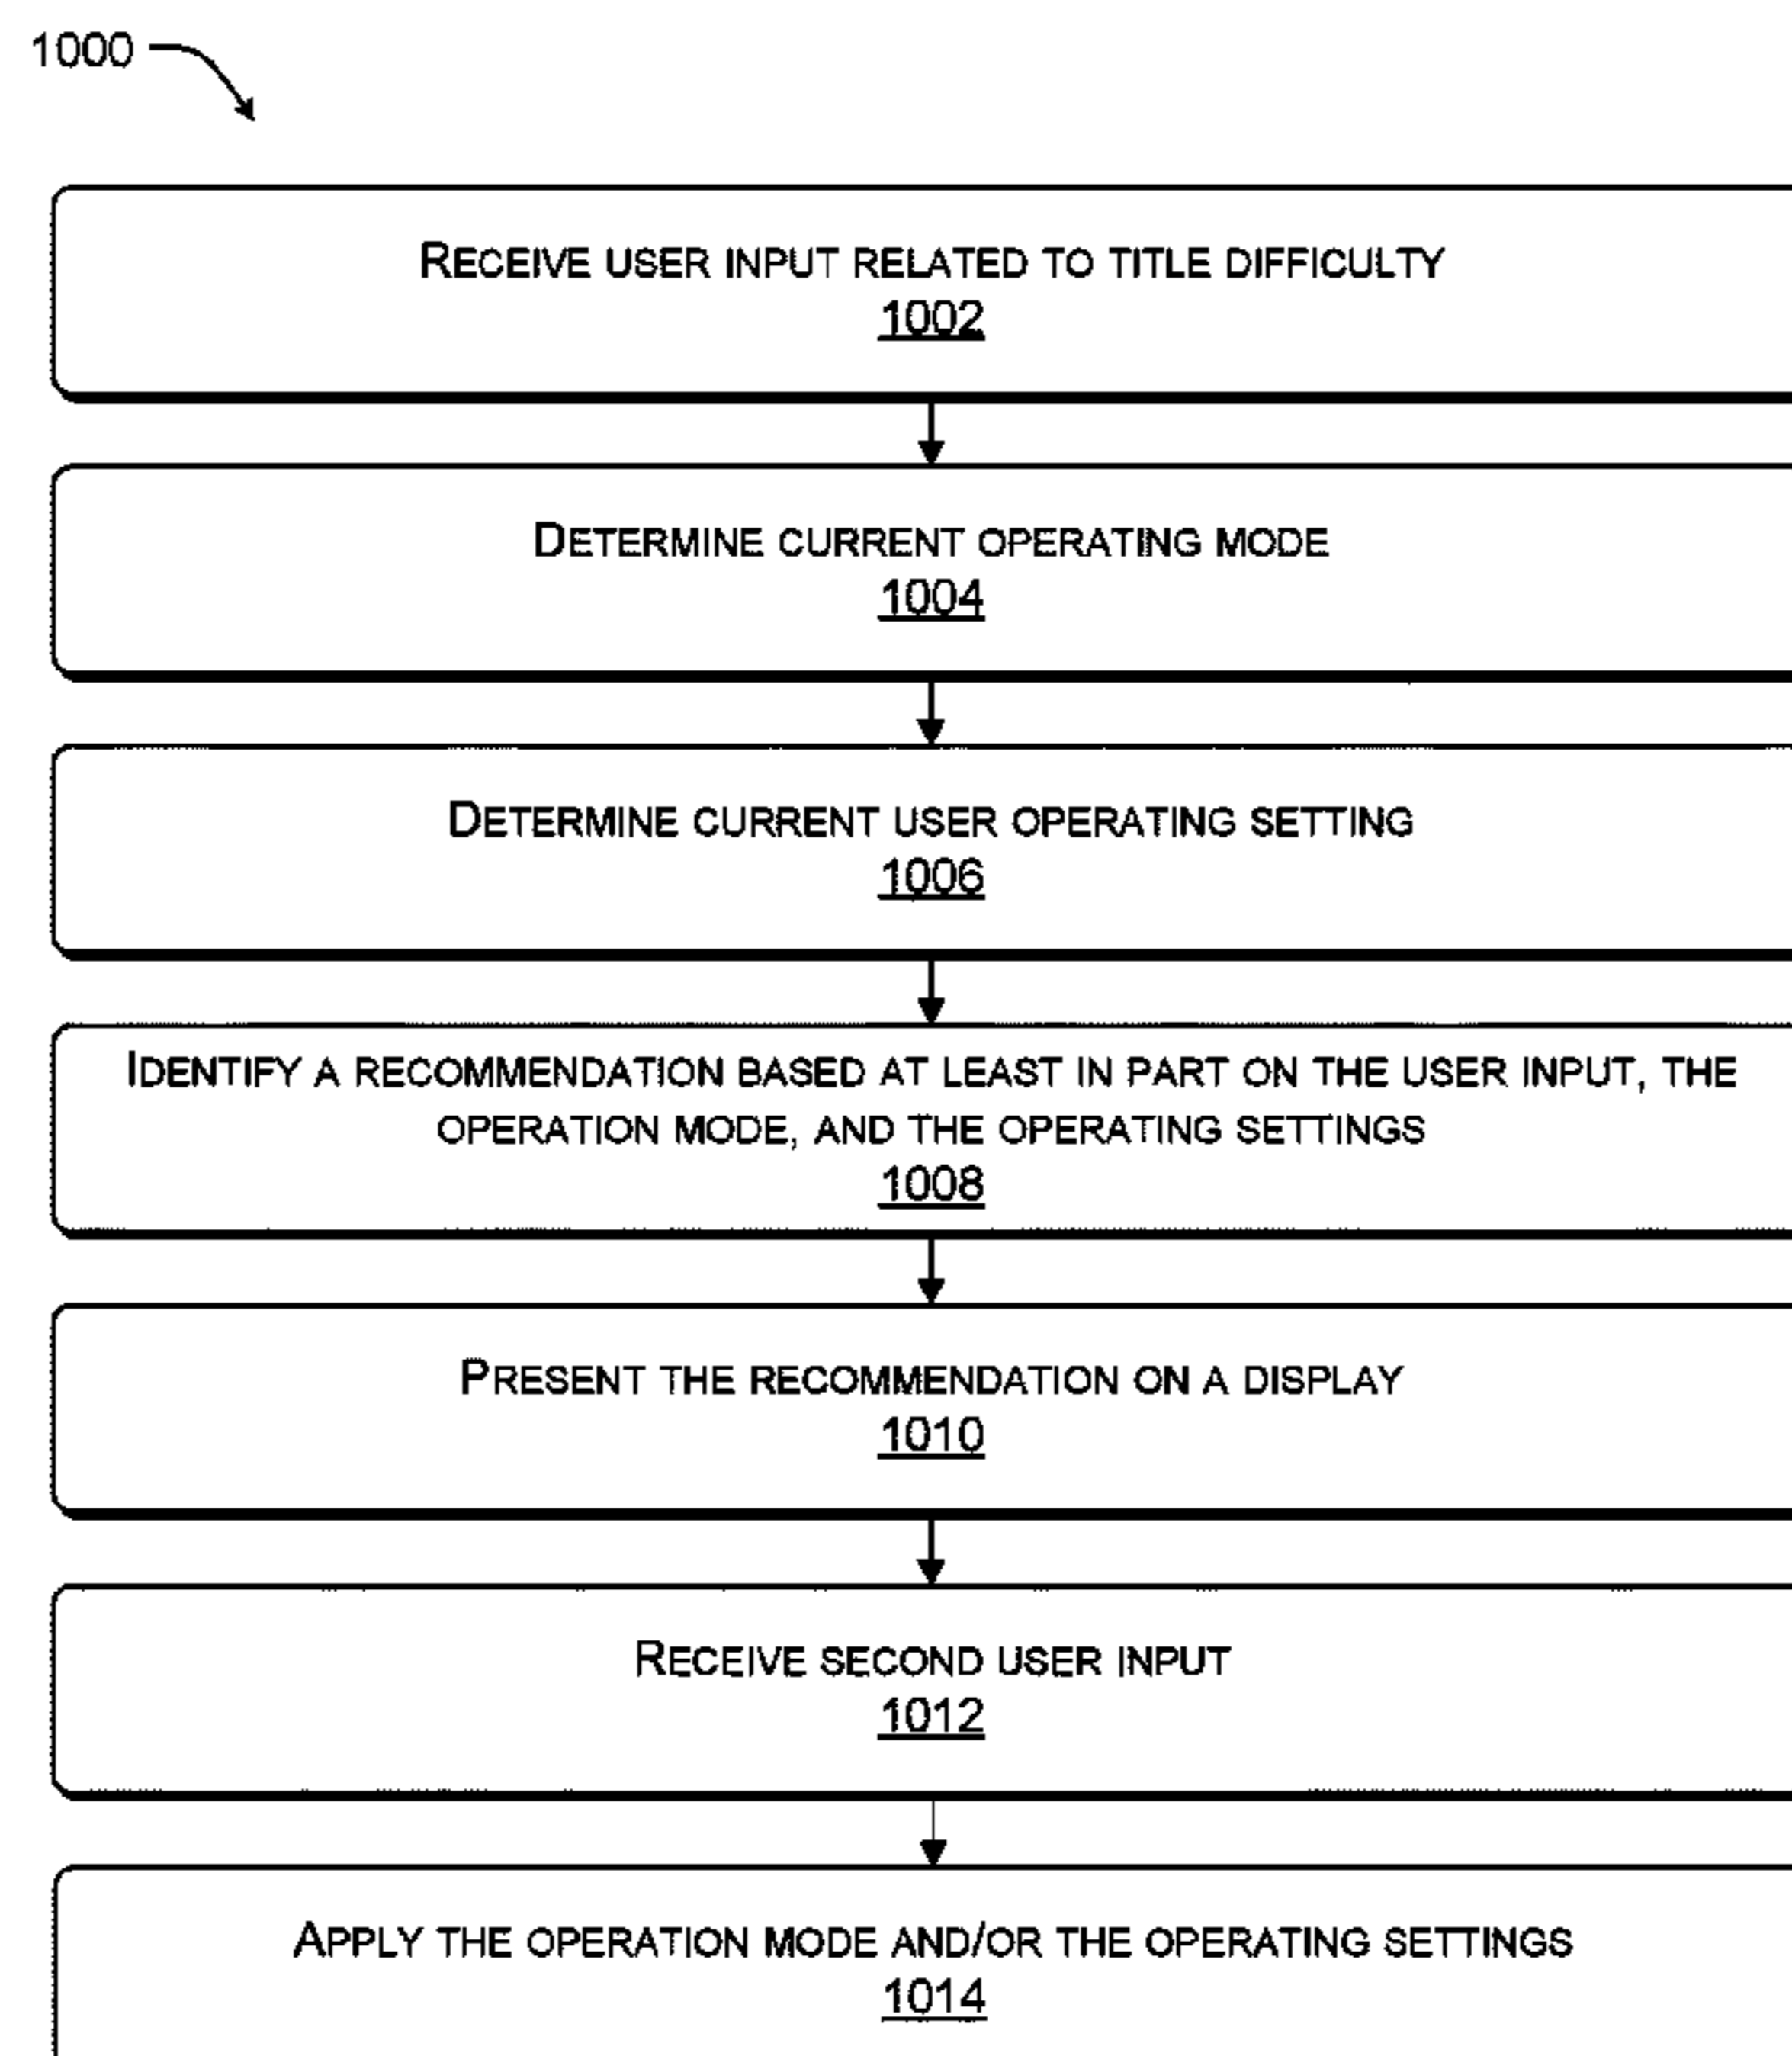 1000
RECEIVE USER INPUT RELATED TO TITLE DIFFICULTY
1002
DETERMINE CURRENT OPERATING MODE
1004
DETERMINE CURRENT USER OPERATING SETTING
1006
IDENTIFY A RECOMMENDATION BASED AT LEAST IN PART ON THE USER INPUT, THE
OPERATION MODE, AND THE OPERATING SETTINGS
1008
PRESENT THE RECOMMENDATION ON A DISPLAY
1010
RECEIVE SECOND USER INPUT
1012
APPLY THE OPERATION MODE AND/OR THE OPERATING SETTINGS
1014